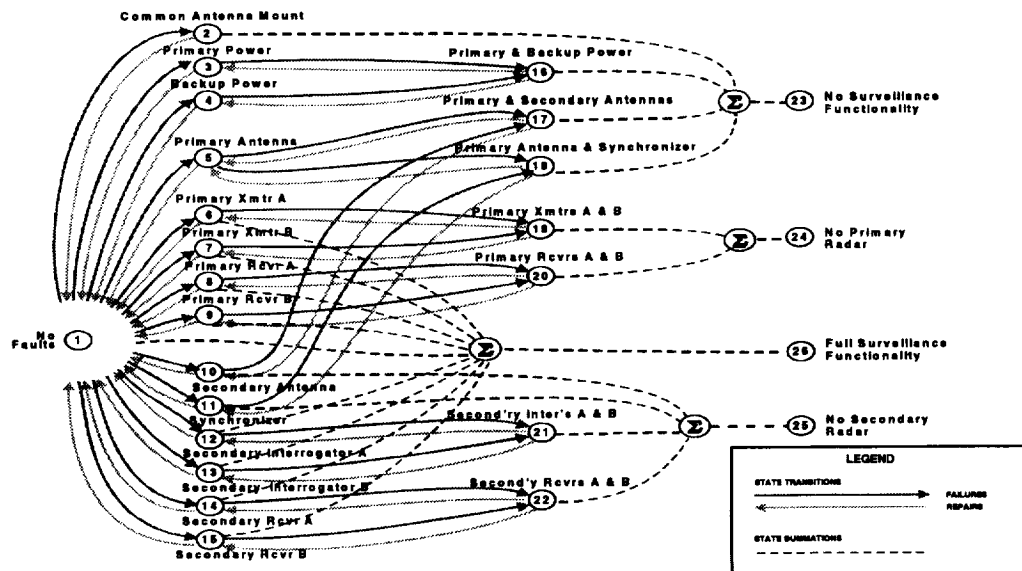 Common Antenna Mount
2
Primary Power
3
Primary & Backup Power
16
Backup Power
4
Σ
23
No Surveillance
Functionality
Primary & Secondary Antennas
17
Primary Antenna
5
Primary Antenna & Synchronizer
18
Primary Xmtr A
6
Primary Xmtrs A & B
19
Primary Xmtr B
7
Σ
24
No Primary
Radar
Primary Rcvr A
8
Primary Rcvrs A & B
20
Primary Rcvr B
9
No
Faults
1
Σ
26
Full Surveillance
Functionality
10
Secondary Antenna
11
Synchronizer
12
Second'ry Inter's A & B
21
Σ
25
No Secondary
Radar
Secondary Interrogator A
13
Secondary Interrogator B
14
Second'y Rcvrs A & B
22
Secondary Rcvr A
15
Secondary Rcvr B
LEGEND
STATE TRANSITIONS
FAILURES
REPAIRS
STATE SUMMATIONS